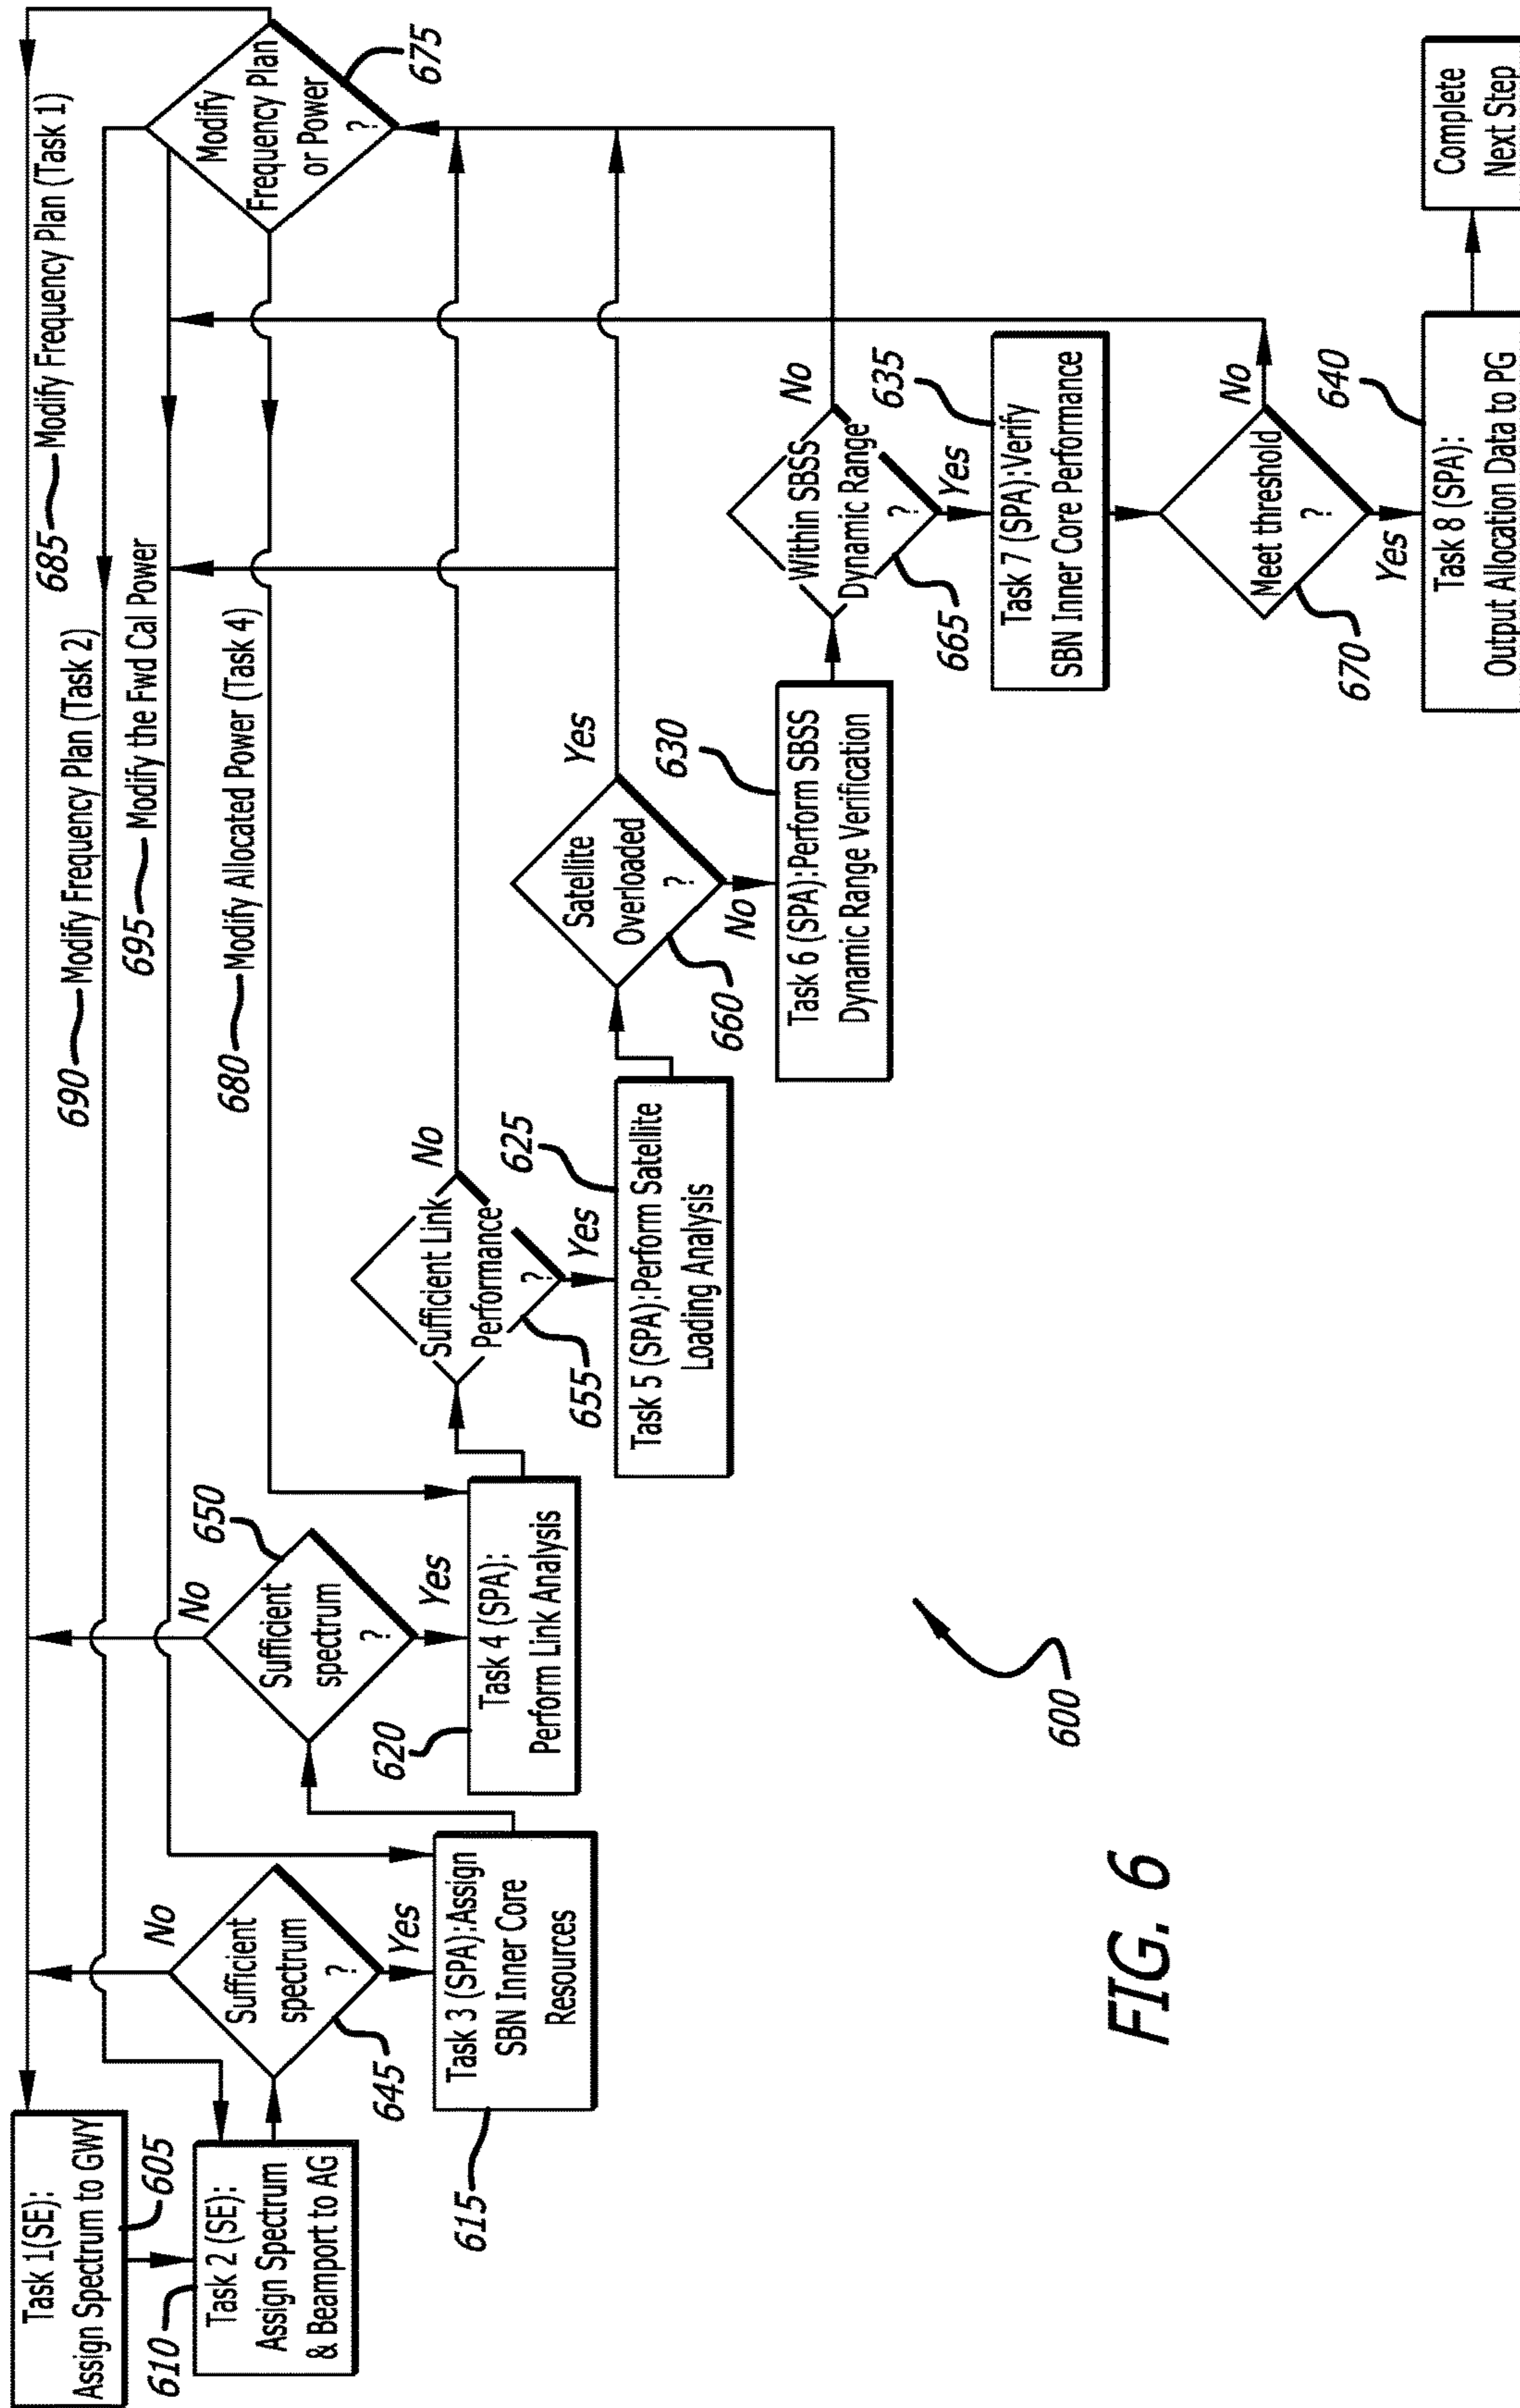 Task 1(SE):
Assign Spectrum to GWY
605
610
Task 2 (SE):
Assign Spectrum
& Beamport to AG
685
Modify Frequency Plan (Task 1)
690
Modify Frequency Plan (Task 2)
695
Modify the Fwd Cal Power
680
Modify Allocated Power (Task 4)
Sufficient
spectrum
?
No
Yes
645
615
Task 3 (SPA):Assign
SBN Inner Core
Resources
Sufficient
spectrum
?
No
Yes
650
620
Task 4 (SPA):
Perform Link Analysis
Sufficient Link
Performance
?
No
Yes
655
625
Task 5 (SPA):Perform Satellite
Loading Analysis
Satellite
Overloaded
?
Yes
No
660
630
Task 6 (SPA):Perform SBSS
Dynamic Range Verification
Within SBSS
Dynamic Range
?
No
Yes
665
635
Task 7 (SPA):Verify
SBN Inner Core Performance
Meet threshold
?
No
Yes
670
640
Task 8 (SPA):
Output Allocation Data to PG
Complete
Next Step
Modify
Frequency Plan
or Power
?
675
600
FIG. 6